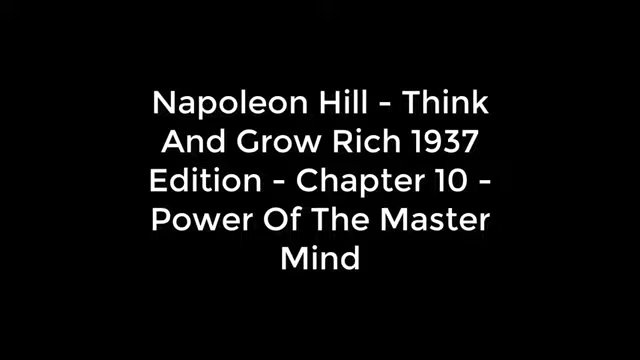 Napoleon Hill - Think
And Grow Rich 1937
Edition - Chapter 10 -
Power Of The Master
Mind